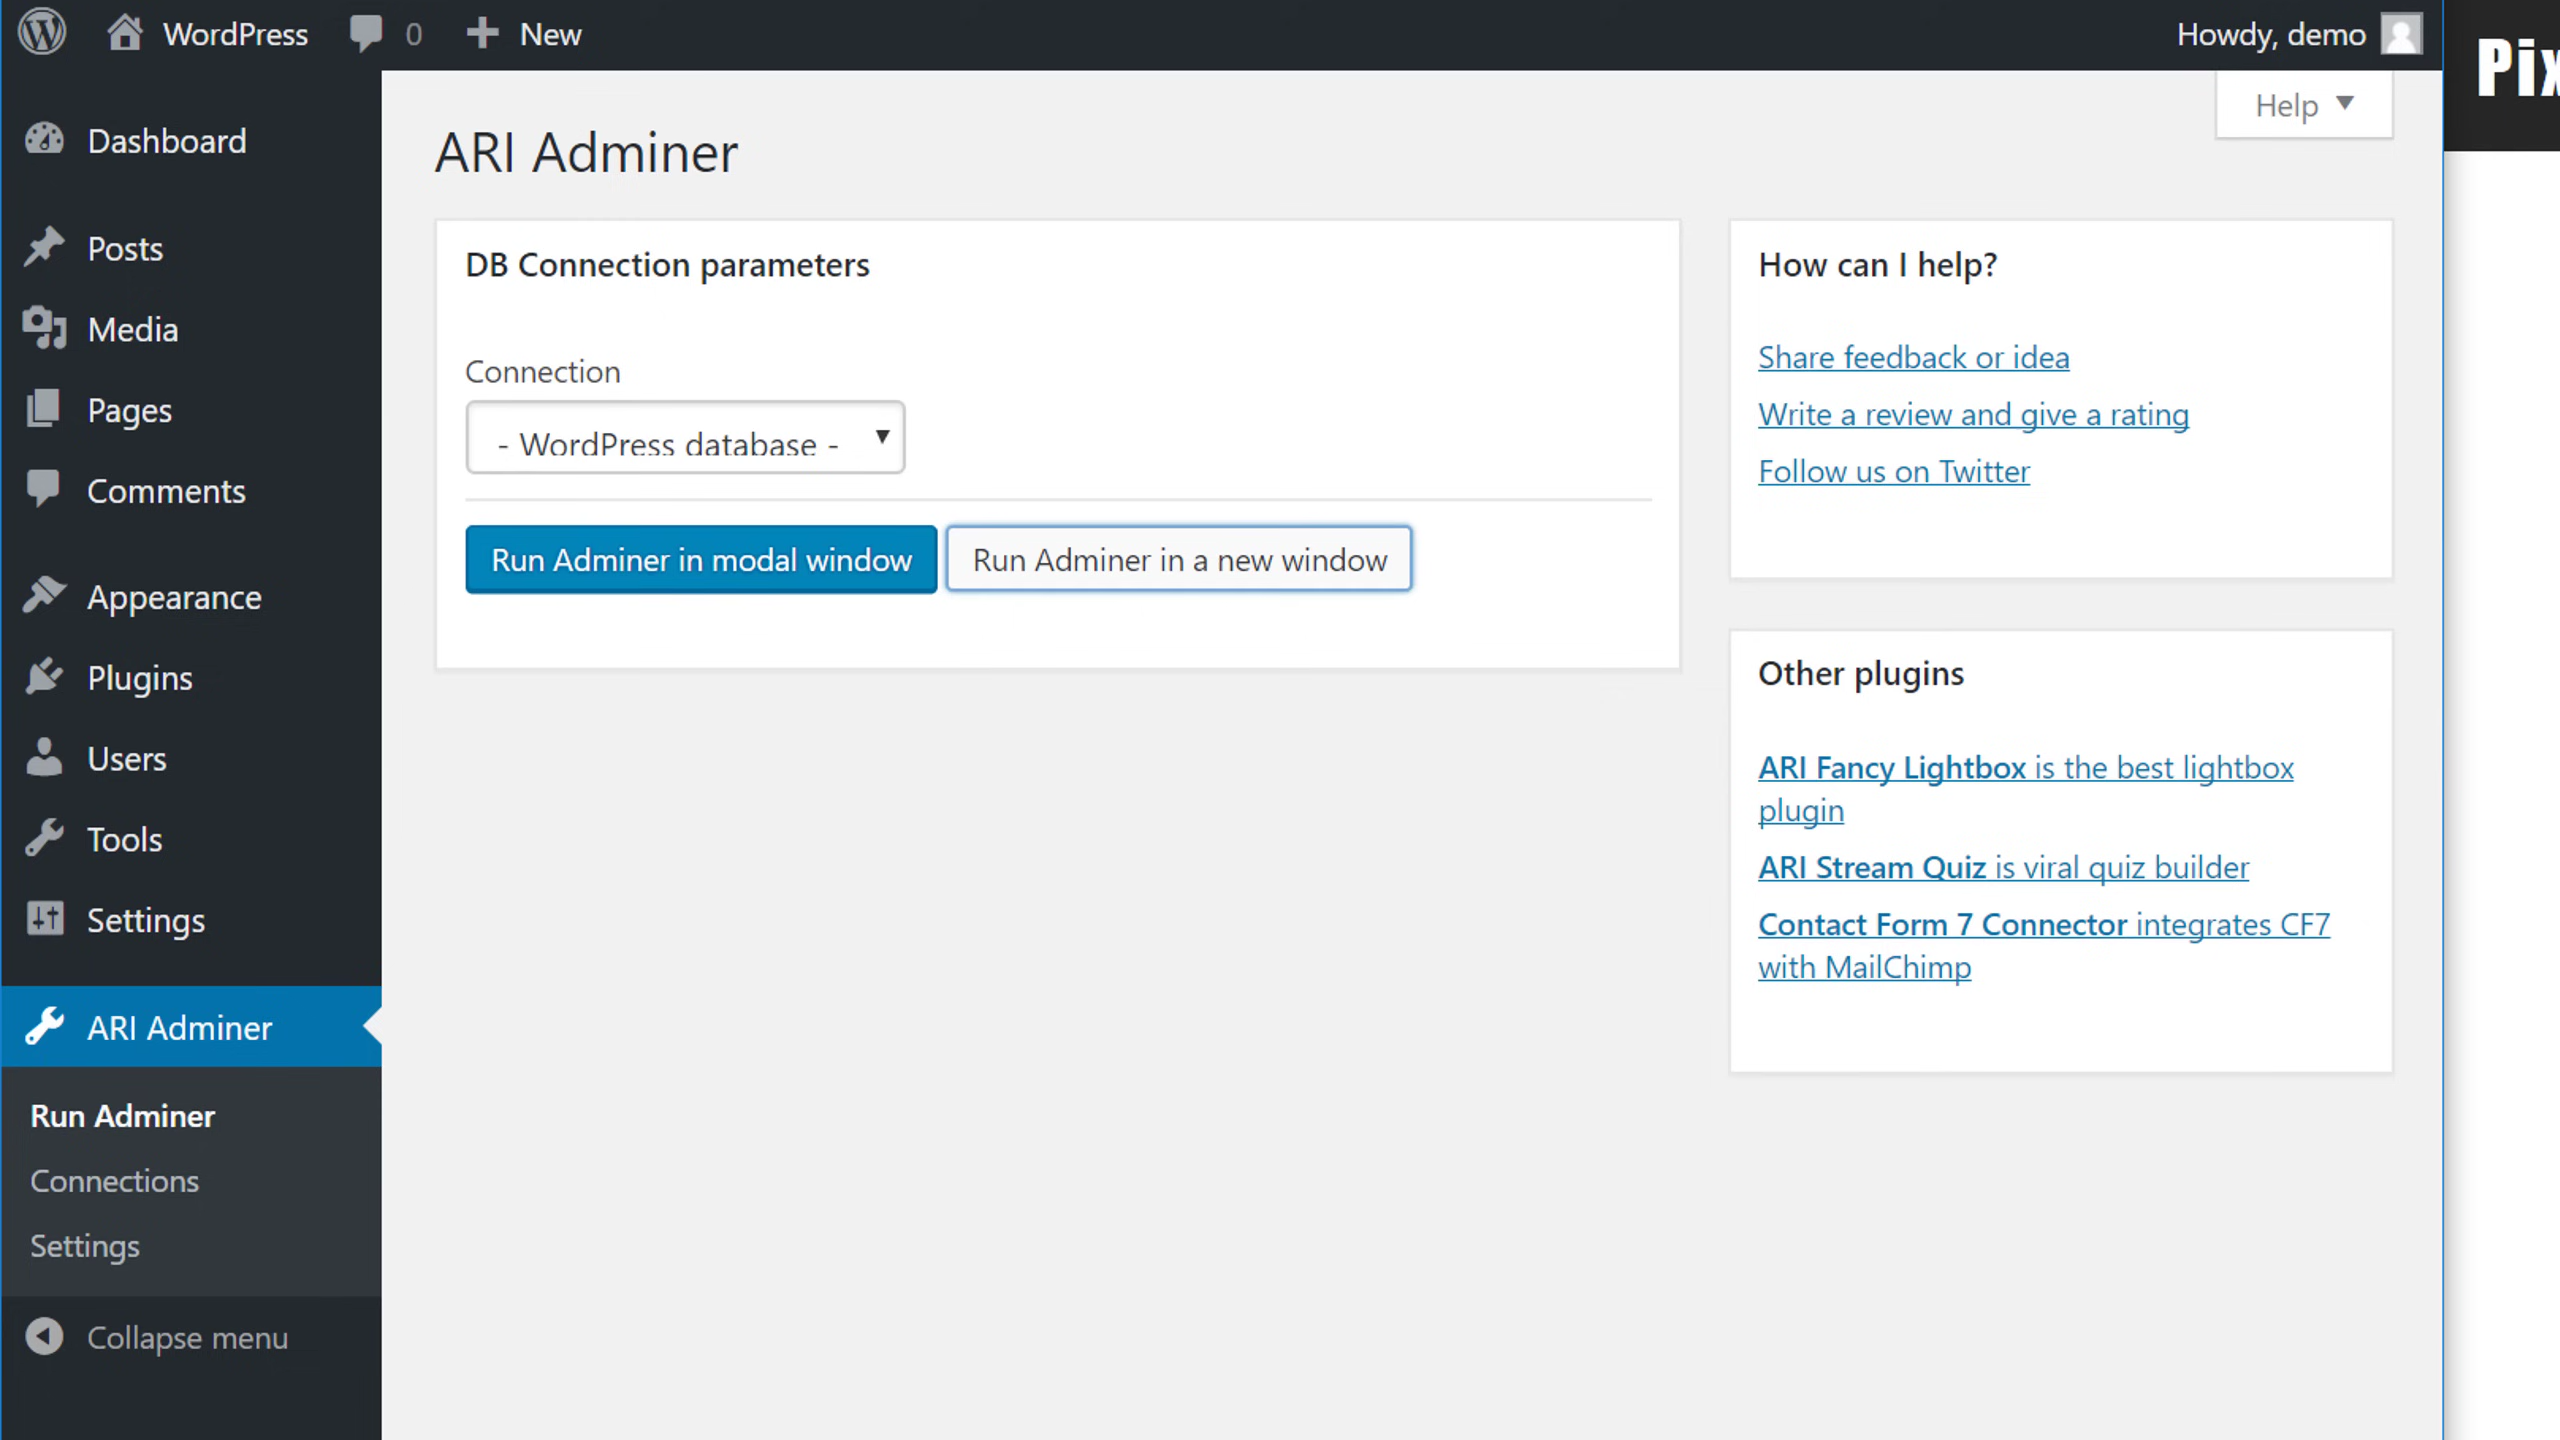 WordPress
0
New
Howdy, demo
Help
Dashboard
Posts
Media
Pages
Comments
Appearance
Plugins
Users
Tools
Settings
ARI Adminer
Run Adminer
Connections
Settings
Collapse menu
ARI Adminer
DB Connection parameters
Connection
- WordPress database -
Run Adminer in modal window
Run Adminer in a new window
How can I help?
Share feedback or idea
Write a review and give a rating
Follow us on Twitter
Other plugins
ARI Fancy Lightbox is the best lightbox
plugin
ARI Stream Quiz is viral quiz builder
Contact Form 7 Connector integrates CF7
with MailChimp